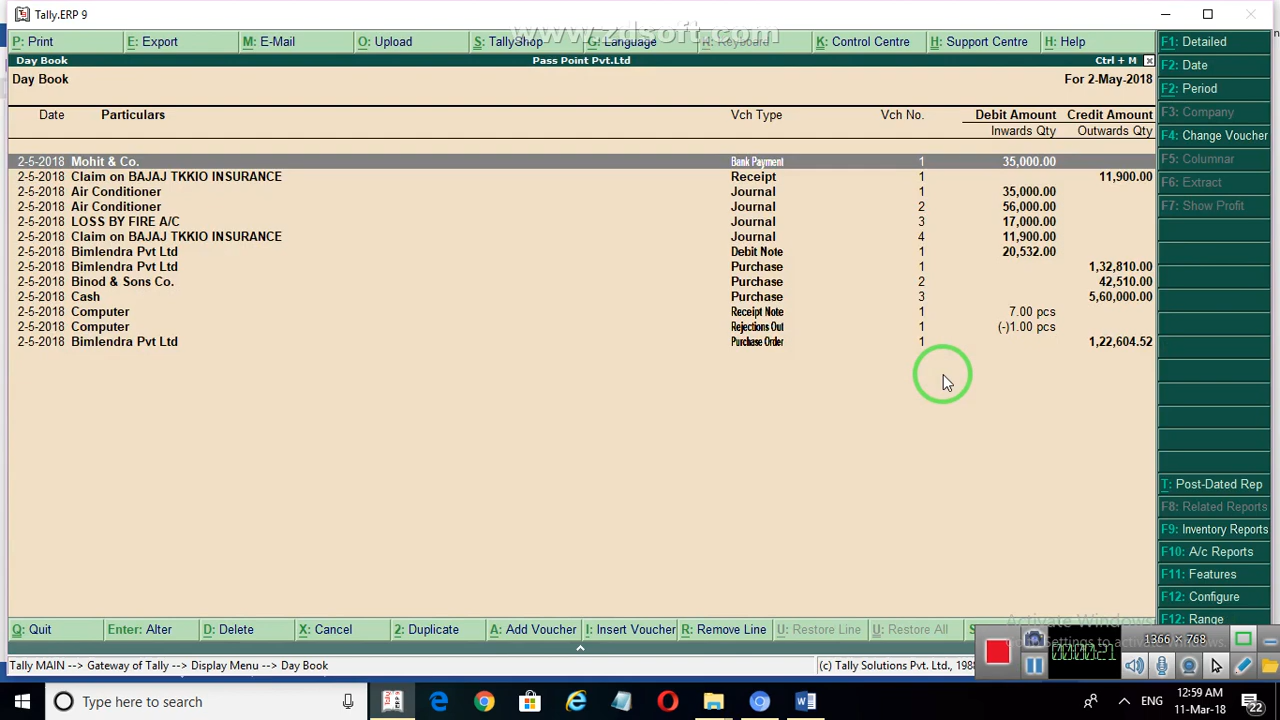 Tally.ERP 9
www.zdsoft.com
P: Print E: Export M: E-Mail O: Upload S: TallyShop G: Language H: Keyboard K: Control Centre H: Support Centre H: Help F1: Detailed
Day Book Pass Point Pvt.Ltd Ctrl + M
F2: Date
Day Book For 2-May-2018
F2: Period
Date Particulars Vch Type Vch No. Debit Amount Credit Amount
F3: Company
Inwards Qty Outwards Qty
F4: Change Voucher
2-5-2018 Mohit & Co. Bank Payment 1 35,000.00
F5: Columnar
2-5-2018 Claim on BAJAJ TKKIO INSURANCE Receipt 1 11,900.00
F6: Extract
2-5-2018 Air Conditioner Journal 1 35,000.00
2-5-2018 Air Conditioner Journal 2 56,000.00
F7: Show Profit
2-5-2018 LOSS BY FIRE A/C Journal 3 17,000.00
2-5-2018 Claim on BAJAJ TKKIO INSURANCE Journal 4 11,900.00
2-5-2018 Bimlendra Pvt Ltd Debit Note 1 20,532.00
2-5-2018 Bimlendra Pvt Ltd Purchase 1 1,32,810.00
2-5-2018 Binod & Sons Co. Purchase 2 42,510.00
2-5-2018 Cash Purchase 3 5,60,000.00
2-5-2018 Computer Receipt Note 1 7.00 pcs
2-5-2018 Computer Rejections Out 1 (-)1.00 pcs
2-5-2018 Bimlendra Pvt Ltd Purchase Order 1 1,22,604.52
T: Post-Dated Rep
F8: Related Reports
F9: Inventory Reports
F10: A/c Reports
F11: Features
F12: Configure
F12: Range
Activate Windows
Q: Quit Enter: Alter D: Delete X: Cancel 2: Duplicate A: Add Voucher I: Insert Voucher R: Remove Line U: Restore Line U: Restore All S
Settings to activate Windows.
1366 x 768
Tally MAIN --> Gateway of Tally --> Display Menu --> Day Book (c) Tally Solutions Pvt. Ltd., 1988
Type here to search ENG 12:59 AM
11-Mar-18
22